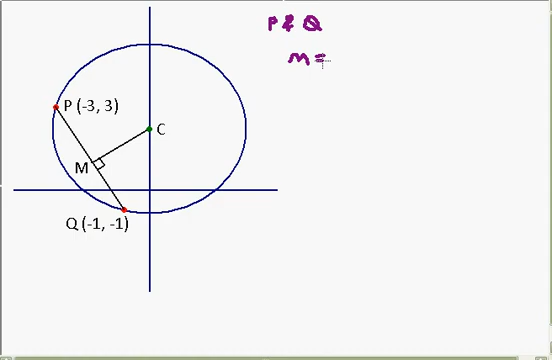 P & Q
m =
P (-3, 3)
C
M
Q (-1, -1)